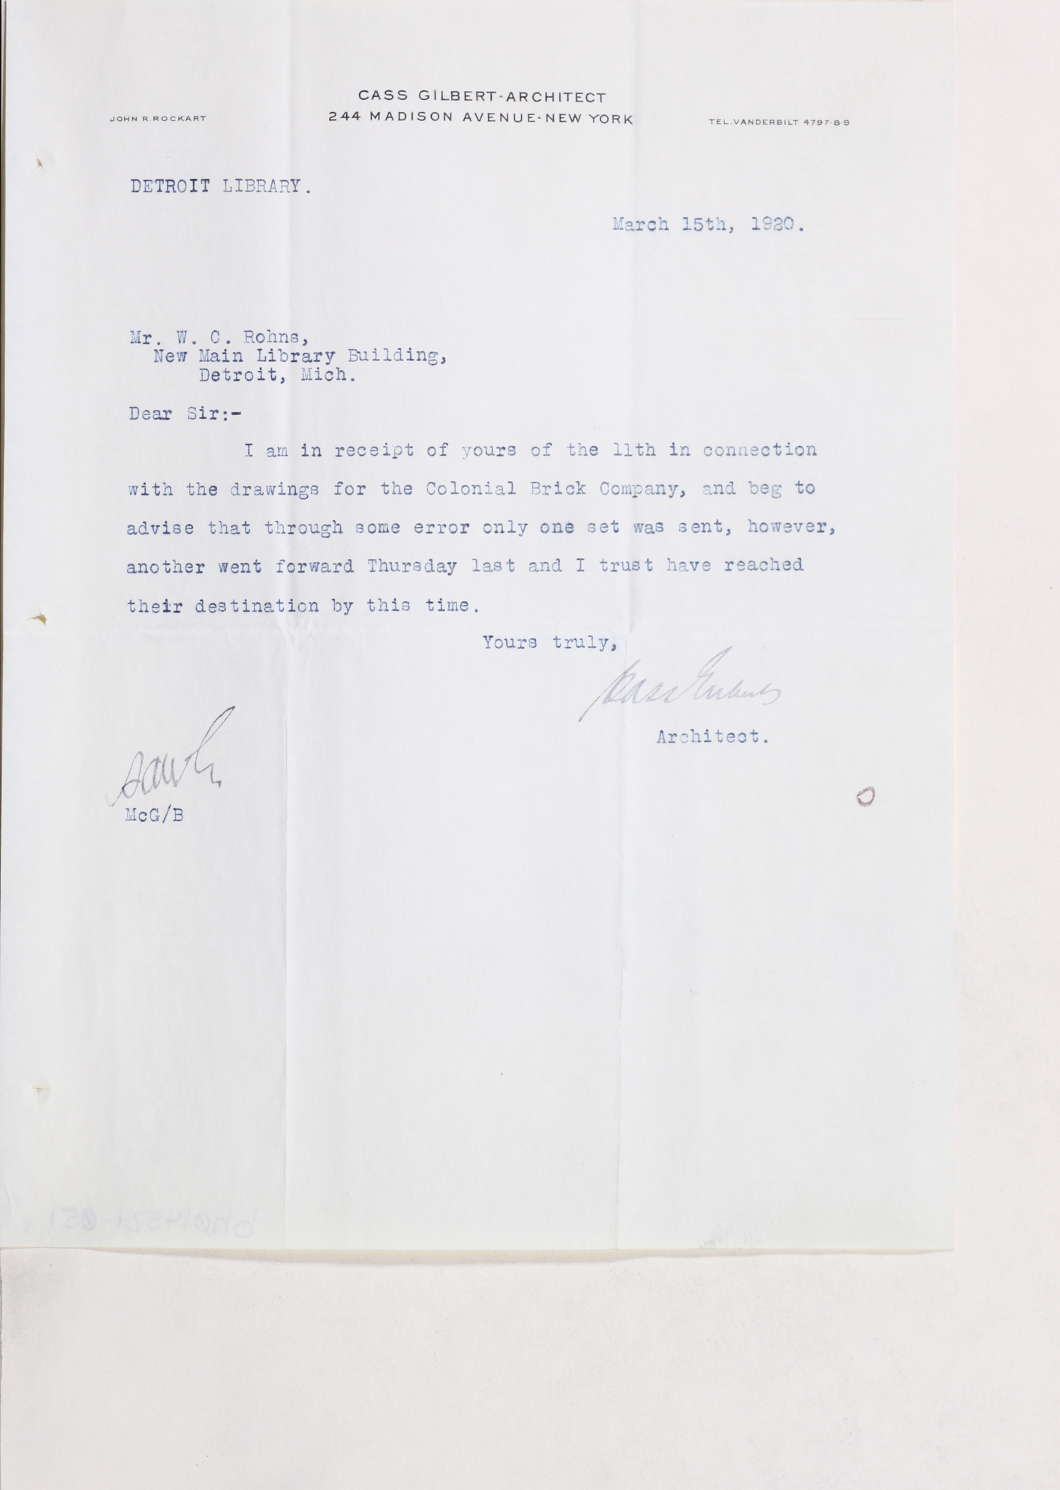 CASS GILBERT-ARCHITECT
244 MADISON AVENUE-NEW YORK
JOHN R. ROCKART
TEL. VANDERBILT 4797-8-9
DETROIT LIBRARY.
March 15th, 1920.
Mr. W. C. Rohns,
New Main Library Building,
Detroit, Mich.
Dear Sir:-
I am in receipt of yours of the 11th in connection
with the drawings for the Colonial Brick Company, and beg to
advise that through some error only one set was sent, however,
another went forward Thursday last and I trust have reached
their destination by this time.
Yours truly,
Cass Gilbert
Architect.
McG/B